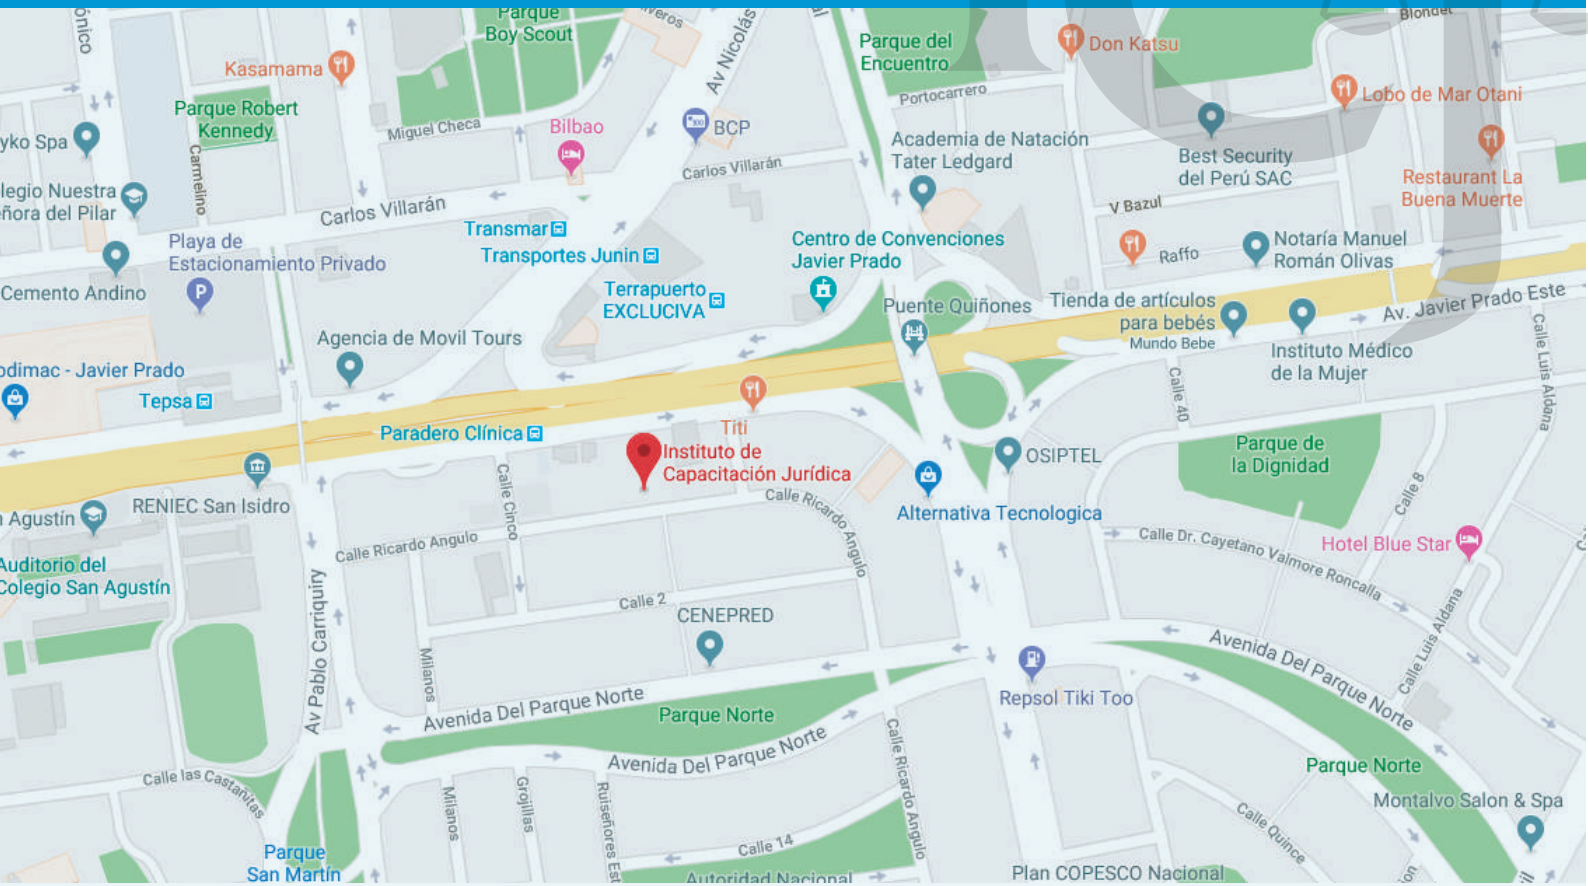 Parque
Boy Scout
Av Nicolás
Blondet
Kasamama
Parque del
Encuentro
Don Katsu
Parque Robert
Kennedy
Miguel Checa
Bilbao
BCP
Portocarrero
Lobo de Mar Otani
Academia de Natación
Tater Ledgard
Best Security
del Perú SAC
Restaurant La
Buena Muerte
Carmelino
Carlos Villarán
Carlos Villarán
V Bazul
Transmar
Transportes Junin
Playa de
Estacionamiento Privado
P
Centro de Convenciones
Javier Prado
Raffo
Notaría Manuel
Román Olivas
Cemento Andino
Terrapuerto
EXCLUCIVA
Puente Quiñones
Tienda de artículos
para bebés
Mundo Bebe
Av. Javier Prado Este
Agencia de Movil Tours
Instituto Médico
de la Mujer
Calle Luis Aldana
odimac - Javier Prado
Tepsa
Calle 40
Paradero Clínica
Titi
Instituto de
Capacitación Jurídica
OSIPTEL
Parque de
la Dignidad
Calle 8
RENIEC San Isidro
Agustín
Calle Cinco
Calle Ricardo Angulo
Calle Ricardo Angulo
Alternativa Tecnologica
Calle Dr. Cayetano Valmore Roncalla
Hotel Blue Star
Auditorio del
Colegio San Agustín
Calle 2
CENEPRED
Av Pablo Carriquiry
Milanos
Calle Luis Aldana
Avenida Del Parque Norte
Avenida Del Parque Norte
Parque Norte
Repsol Tiki Too
Avenida Del Parque Norte
Calle Ricardo Angulo
Parque Norte
Calle las Castañitas
Milanos
Grojillas
Ruiseñores Est
Montalvo Salon & Spa
Calle Quince
Calle 14
Parque
San Martín
Autoridad Nacional
Plan COPESCO Nacional
yko Spa
legio Nuestra
ñora del Pilar